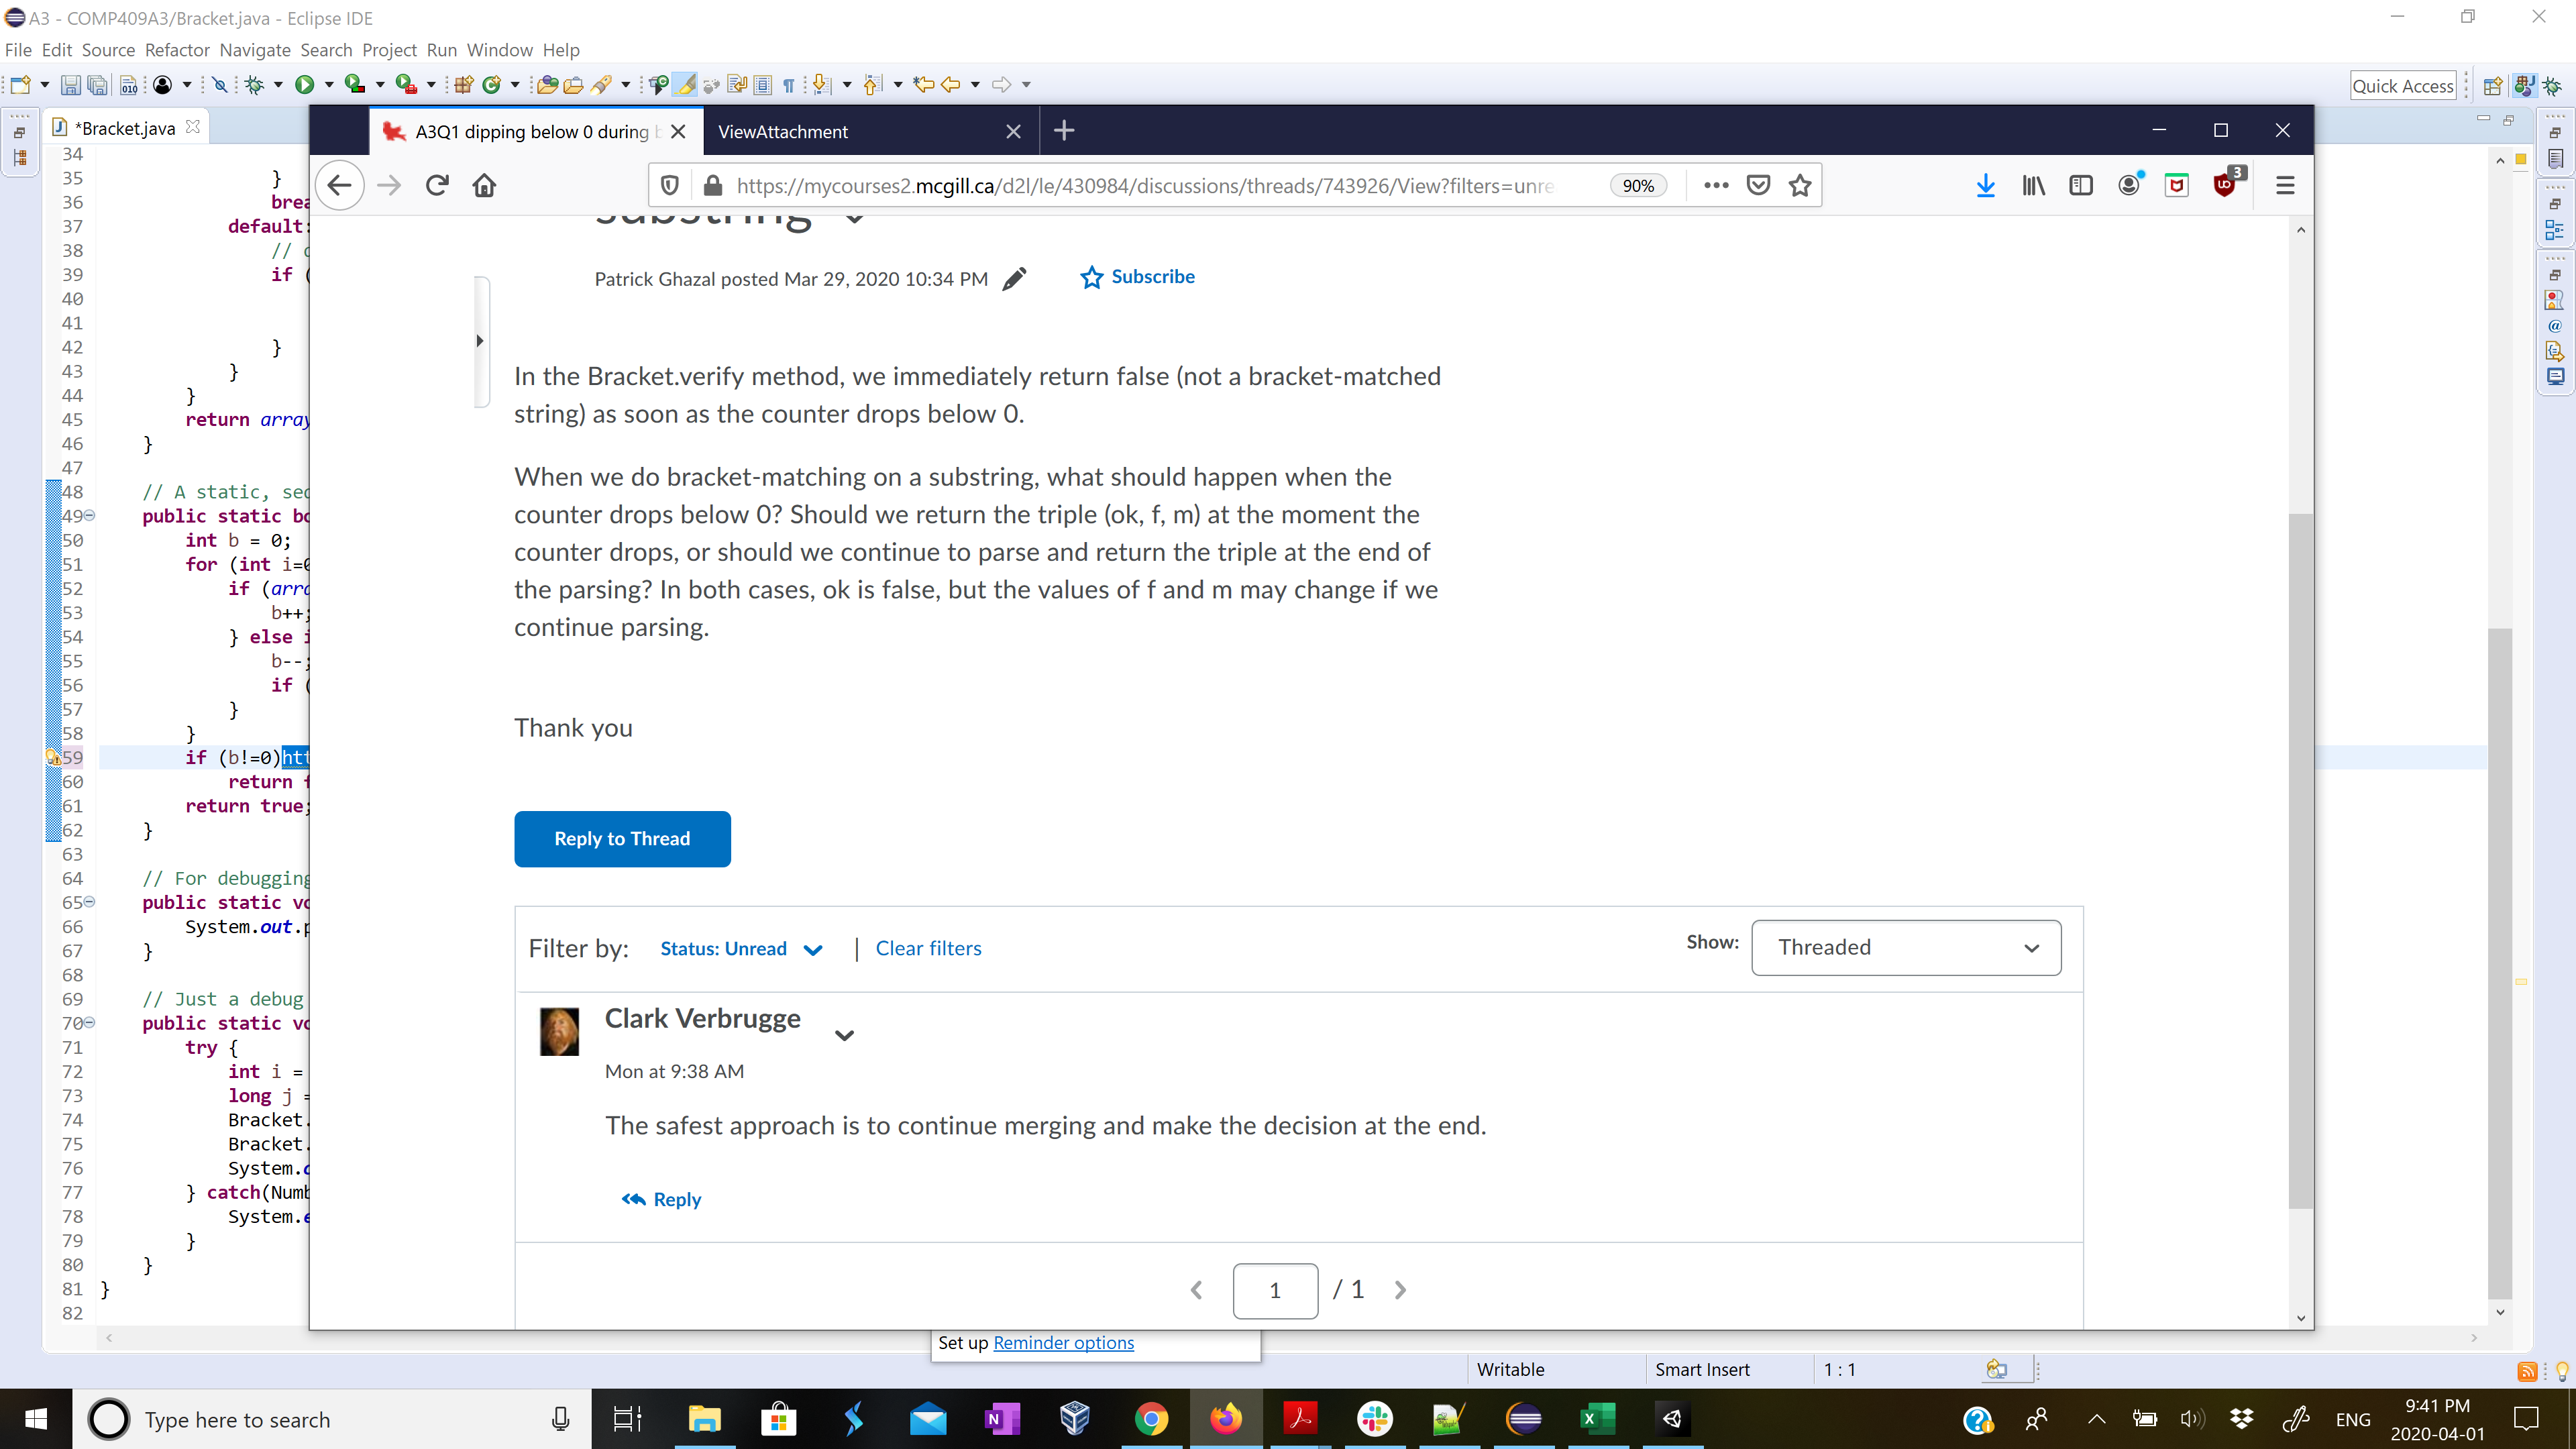 A3 - COMP409A3/Bracket.java - Eclipse IDE
File Edit Source Refactor Navigate Search Project Run Window Help
Quick Access
*Bracket.java
A3Q1 dipping below 0 during
ViewAttachment
https://mycourses2.mcgill.ca/d2l/le/430984/discussions/threads/743926/View?filters=unre
90%
3
34
35 }
36
37 default:
38 //
39 if (
40
41
42 }
43 }
44 }
45 return array
46 }
47
48 // A static, sec
49 public static bo
50 int b = 0;
51 for (int i=0
52 if (arra
53 b++;
54 } else i
55 b--;
56 if (
57 }
58 }
59 if (b!=0)htt
60 return f
61 return true;
62 }
63
64 // For debugging
65 public static vo
66 System.out.p
67 }
68
69 // Just a debug
70 public static vo
71 try {
72 int i =
73 long j =
74 Bracket.
75 Bracket.
76 System.o
77 } catch(Numb
78 System.e
79 }
80 }
81 }
82
substring
Patrick Ghazal posted Mar 29, 2020 10:34 PM
Subscribe
In the Bracket.verify method, we immediately return false (not a bracket-matched
string) as soon as the counter drops below 0.
When we do bracket-matching on a substring, what should happen when the
counter drops below 0? Should we return the triple (ok, f, m) at the moment the
counter drops, or should we continue to parse and return the triple at the end of
the parsing? In both cases, ok is false, but the values of f and m may change if we
continue parsing.
Thank you
Reply to Thread
Filter by: Status: Unread | Clear filters
Show: Threaded
Clark Verbrugge
Mon at 9:38 AM
The safest approach is to continue merging and make the decision at the end.
Reply
1 / 1
Set up Reminder options
Writable Smart Insert 1 : 1
Type here to search
ENG
9:41 PM
2020-04-01